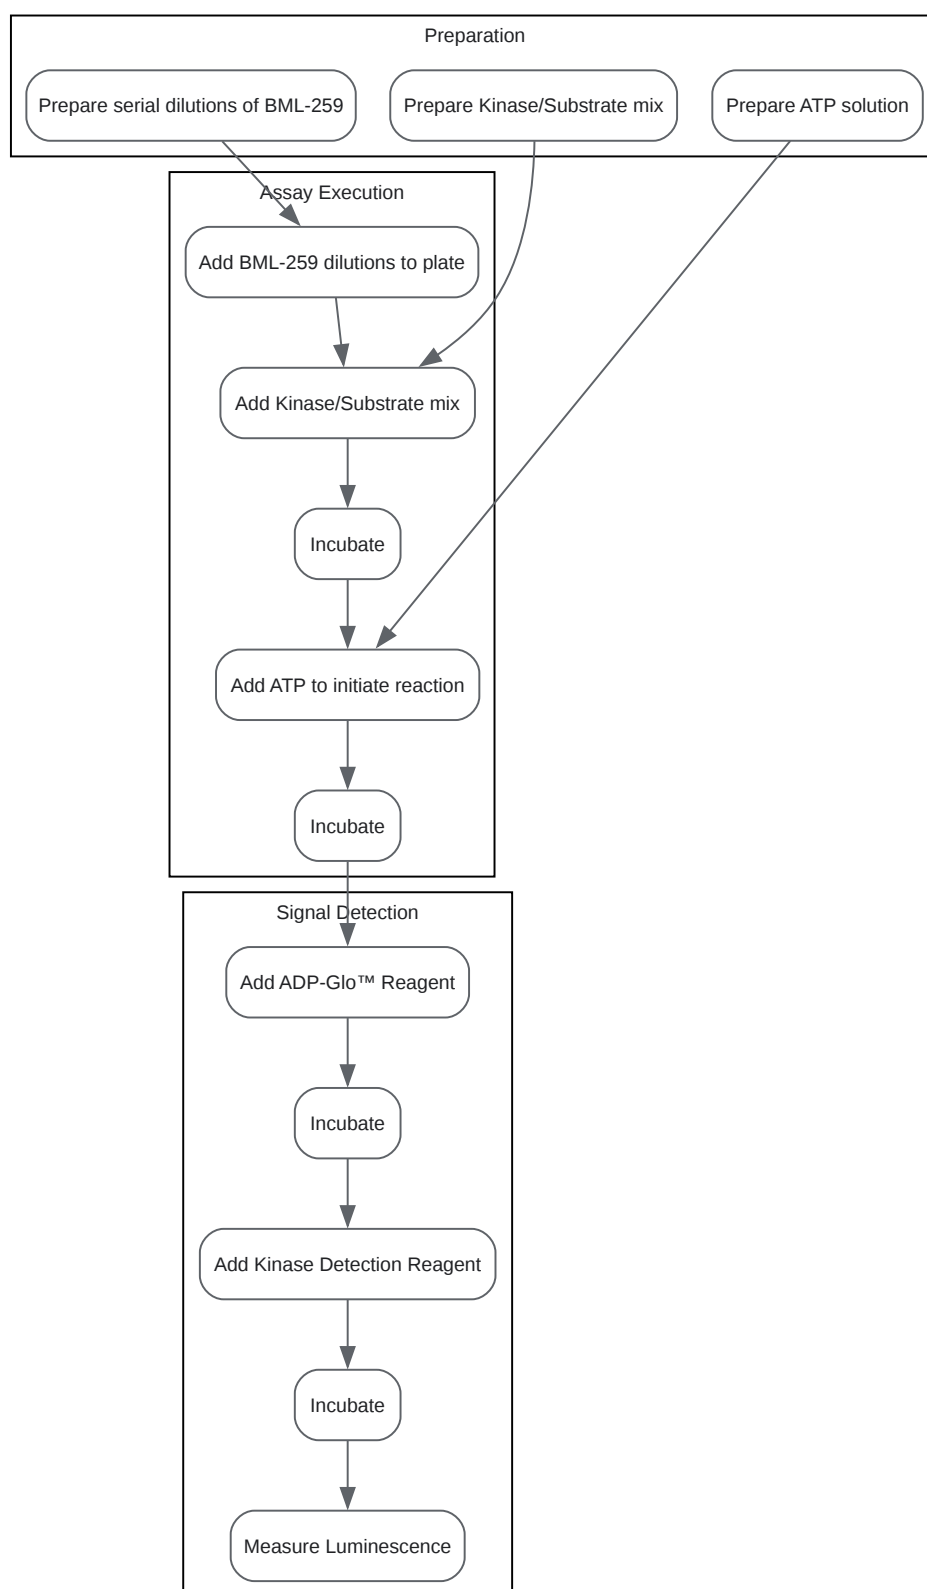 Preparation
Prepare serial dilutions of BML-259
Prepare Kinase/Substrate mix
Prepare ATP solution
Assay Execution
Add BML-259 dilutions to plate
Add Kinase/Substrate mix
Incubate
Add ATP to initiate reaction
Incubate
Signal Detection
Add ADP-Glo™ Reagent
Incubate
Add Kinase Detection Reagent
Incubate
Measure Luminescence